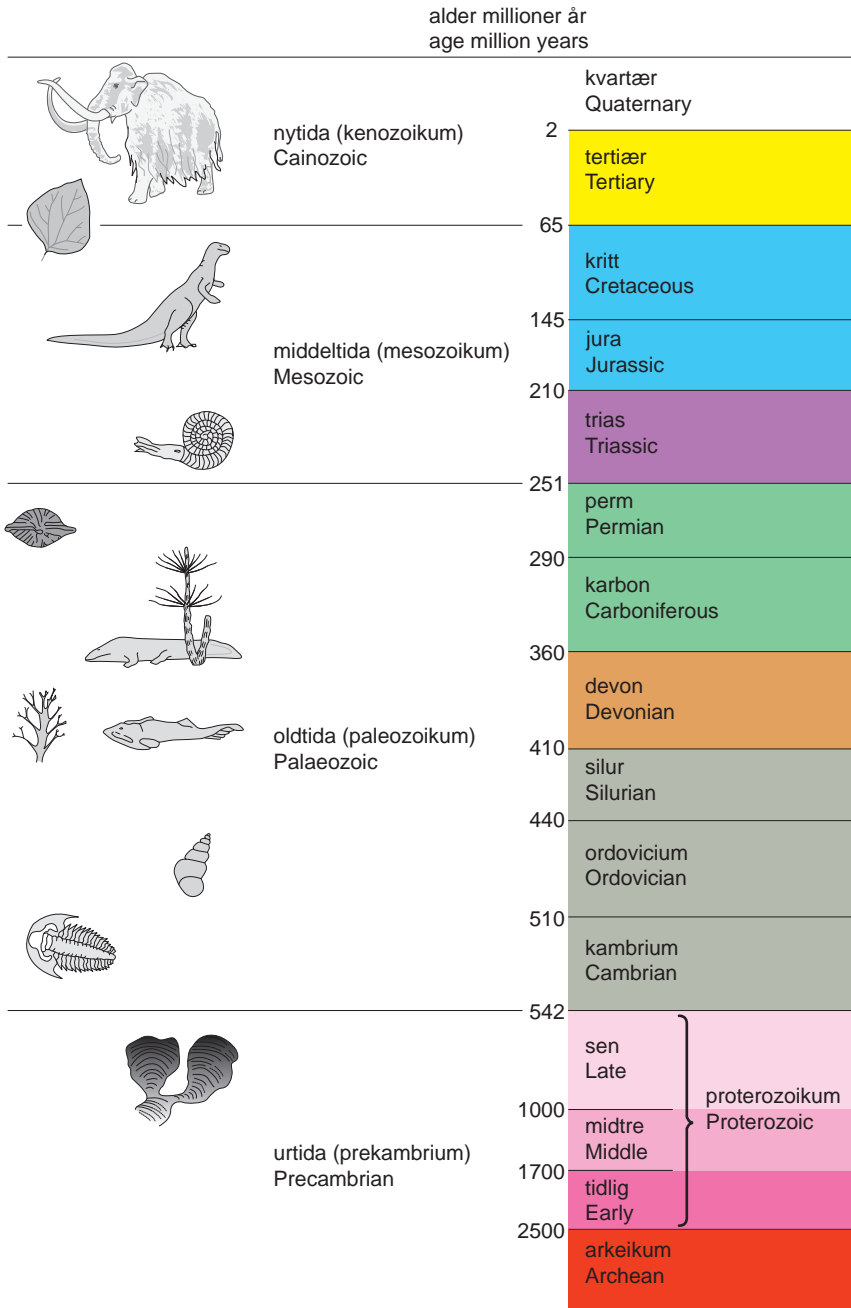 alder millioner år
age million years
kvartær
Quaternary
2
nytida (kenozoikum)
Cainozoic
tertiær
Tertiary
65
kritt
Cretaceous
145
middeltida (mesozoikum)
Mesozoic
jura
Jurassic
210
trias
Triassic
251
perm
Permian
290
karbon
Carboniferous
360
devon
Devonian
oldtida (paleozoikum)
Palaeozoic
410
silur
Silurian
440
ordovicium
Ordovician
510
kambrium
Cambrian
542
sen
Late
proterozoikum
Proterozoic
1000
midtre
Middle
urtida (prekambrium)
Precambrian
1700
tidlig
Early
2500
arkeikum
Archean